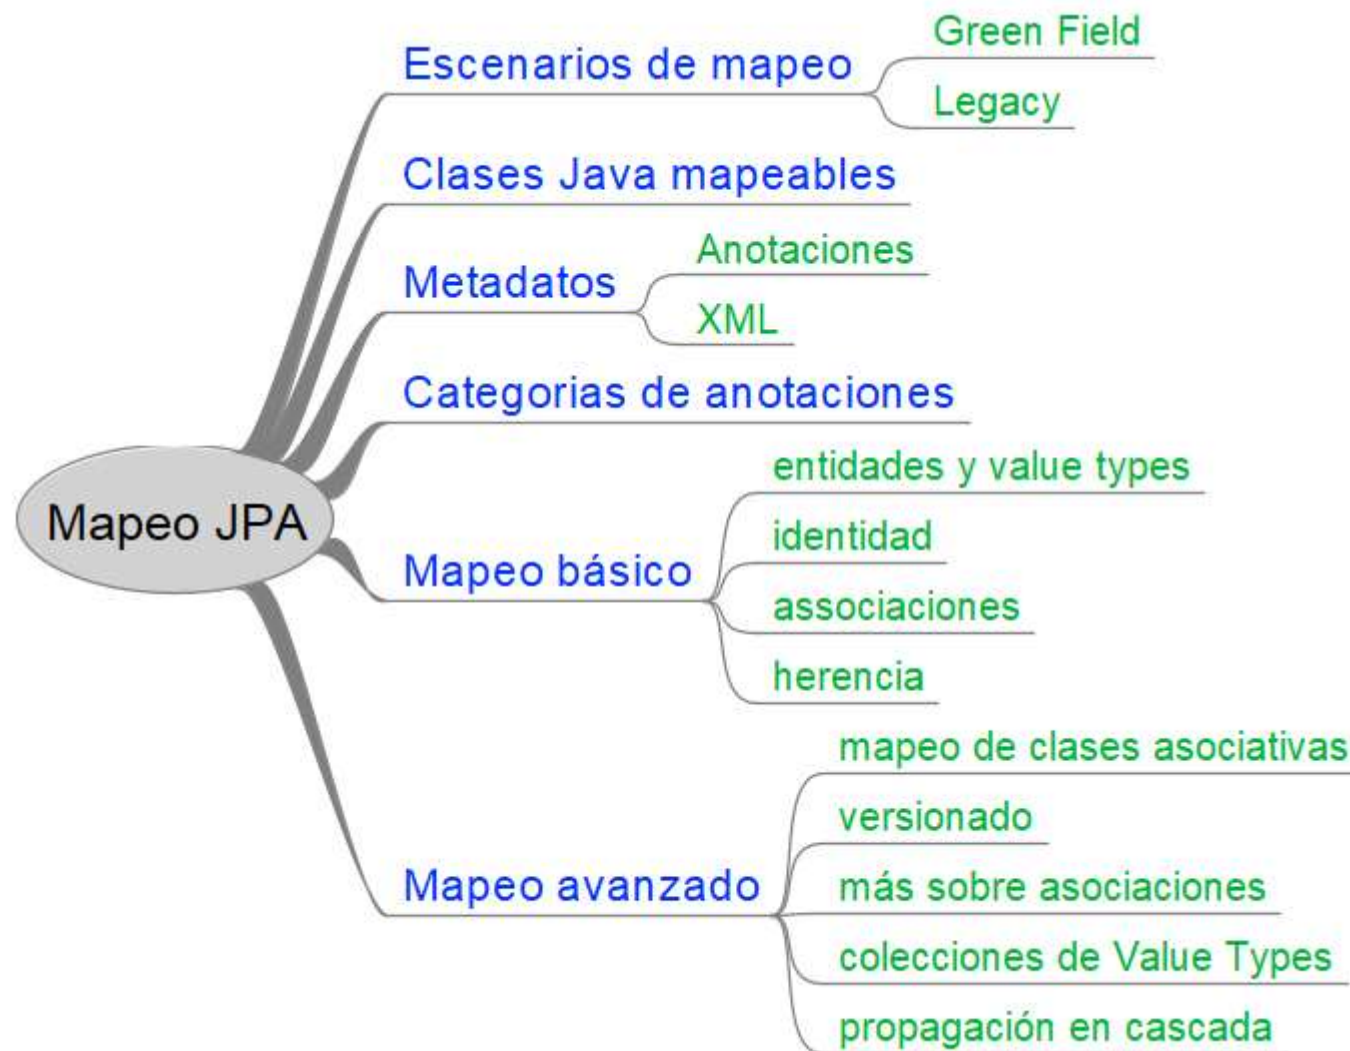 Mapeo JPA
Escenarios de mapeo
Green Field
Legacy
Clases Java mapeables
Metadatos
Anotaciones
XML
Categorias de anotaciones
Mapeo básico
entidades y value types
identidad
associaciones
herencia
Mapeo avanzado
mapeo de clases asociativas
versionado
más sobre asociaciones
colecciones de Value Types
propagación en cascada